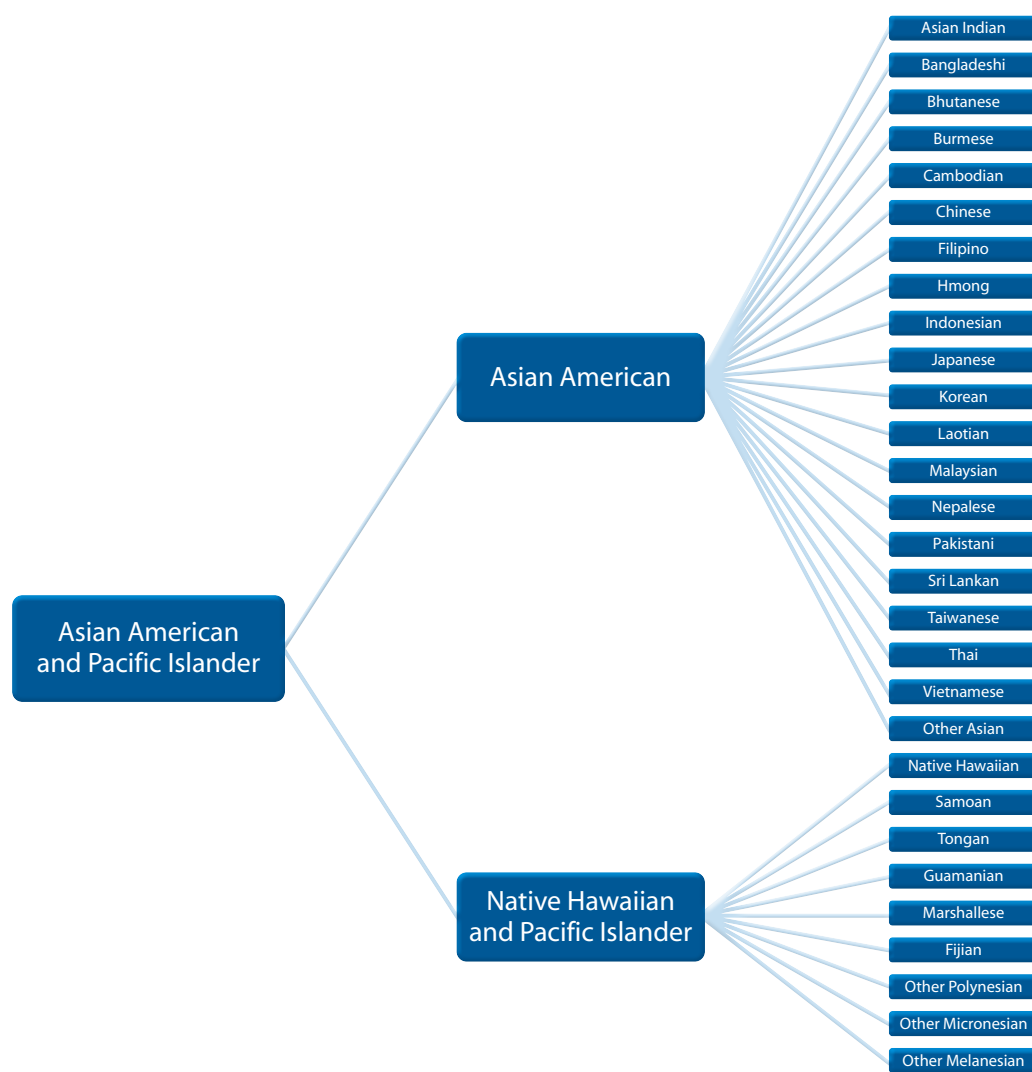 Asian Indian
Bangladeshi
Bhutanese
Burmese
Cambodian
Chinese
Filipino
Hmong
Indonesian
Japanese
Korean
Laotian
Malaysian
Nepalese
Pakistani
Sri Lankan
Taiwanese
Thai
Vietnamese
Other Asian
Native Hawaiian
Samoan
Tongan
Guamanian
Marshallese
Fijian
Other Polynesian
Other Micronesian
Other Melanesian
Asian American
Native Hawaiian
and Pacific Islander
Asian American
and Pacific Islander